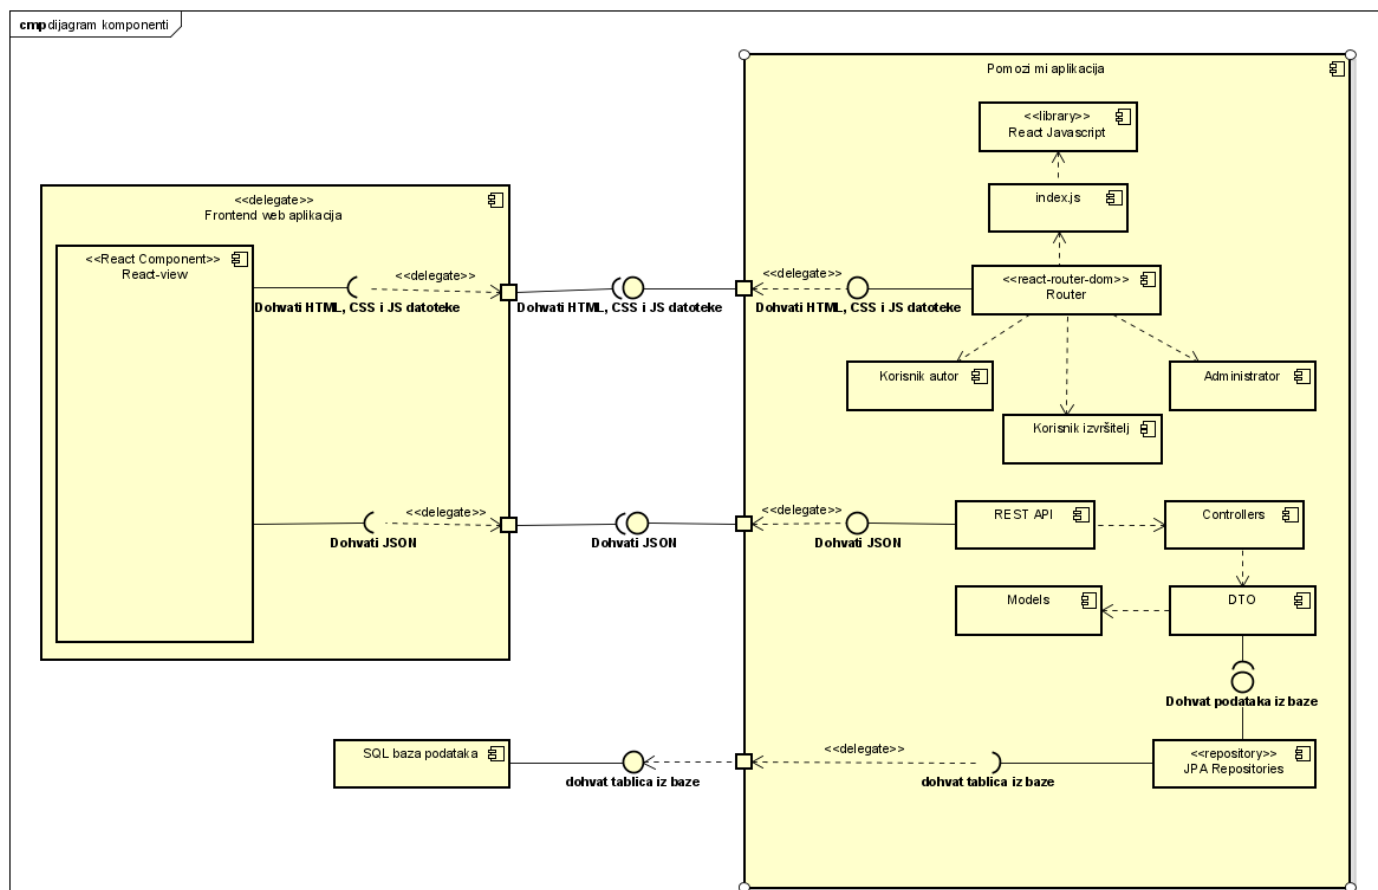 cmp dijagram komponenti
Pomozi mi aplikacija
<<library>>
React Javascript
index.js
<<delegate>>
Frontend web aplikacija
<<React Component>>
React-view
<<delegate>>
Dohvati HTML, CSS i JS datoteke
Dohvati HTML, CSS i JS datoteke
<<delegate>>
Dohvati HTML, CSS i JS datoteke
<<react-router-dom>>
Router
Korisnik autor
Administrator
Korisnik izvršitelj
<<delegate>>
Dohvati JSON
Dohvati JSON
<<delegate>>
Dohvati JSON
REST API
Controllers
Models
DTO
Dohvat podataka iz baze
SQL baza podataka
dohvat tablica iz baze
<<delegate>>
dohvat tablica iz baze
<<repository>>
JPA Repositories